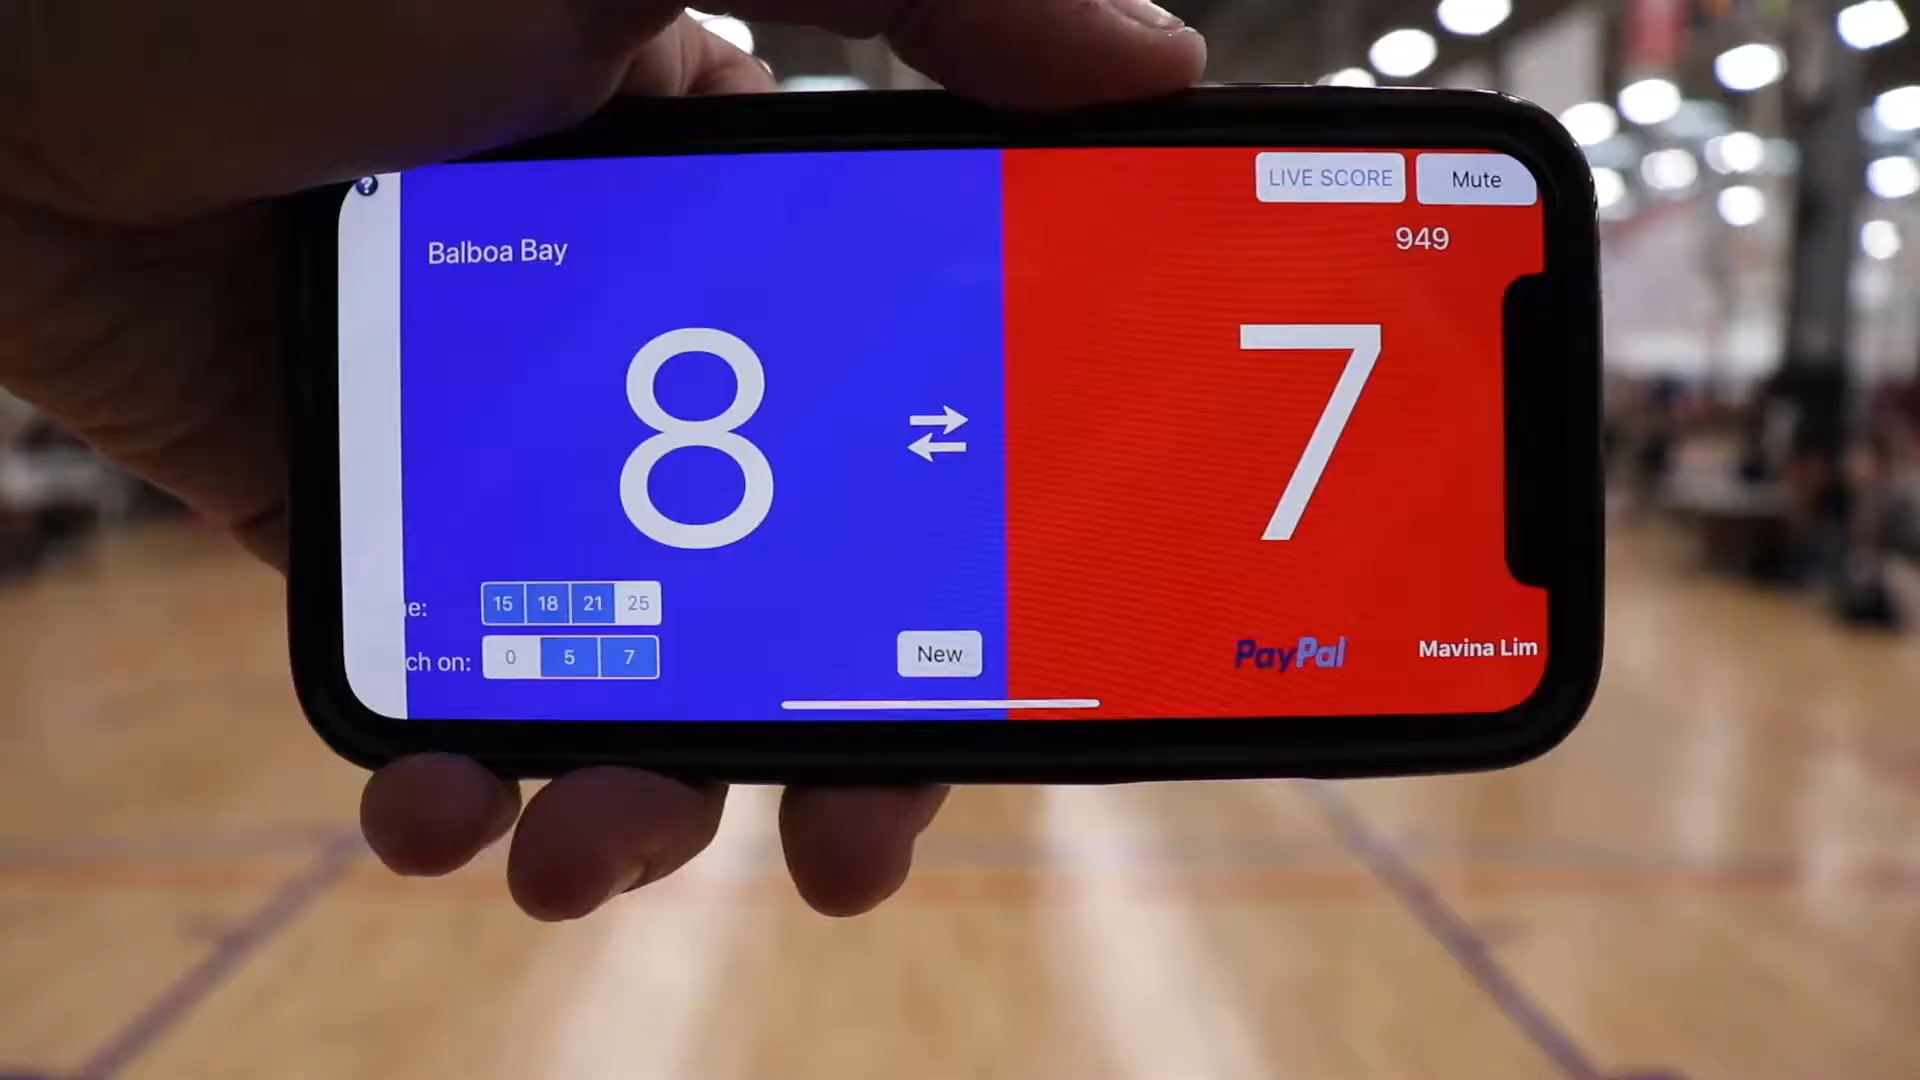 ?
LIVE SCORE
Mute
Balboa Bay
949
8
7
e:
15 18 21 25
ch on:
0 5 7
New
PayPal
Mavina Lim